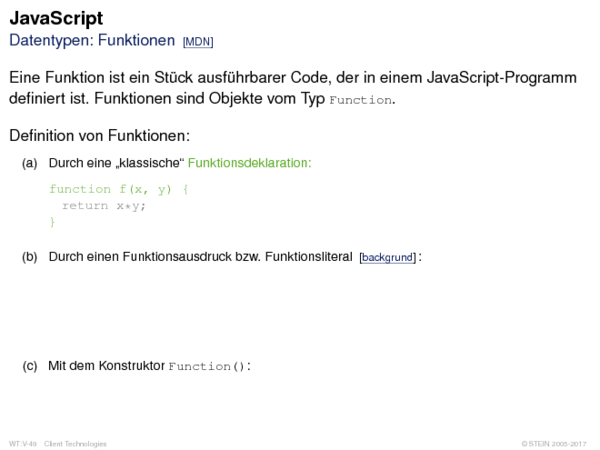 JavaScript
Datentypen: Funktionen [MDN]
Eine Funktion ist ein Stück ausführbarer Code, der in einem JavaScript-Programm
definiert ist. Funktionen sind Objekte vom Typ Function.
Definition von Funktionen:
(a) Durch eine „klassische“ Funktionsdeklaration:
function f(x, y) {
return x*y;
}
(b) Durch einen Funktionsausdruck bzw. Funktionsliteral [backgrund]:
(c) Mit dem Konstruktor Function():
WT:V-49 Client Technologies © STEIN 2005-2017